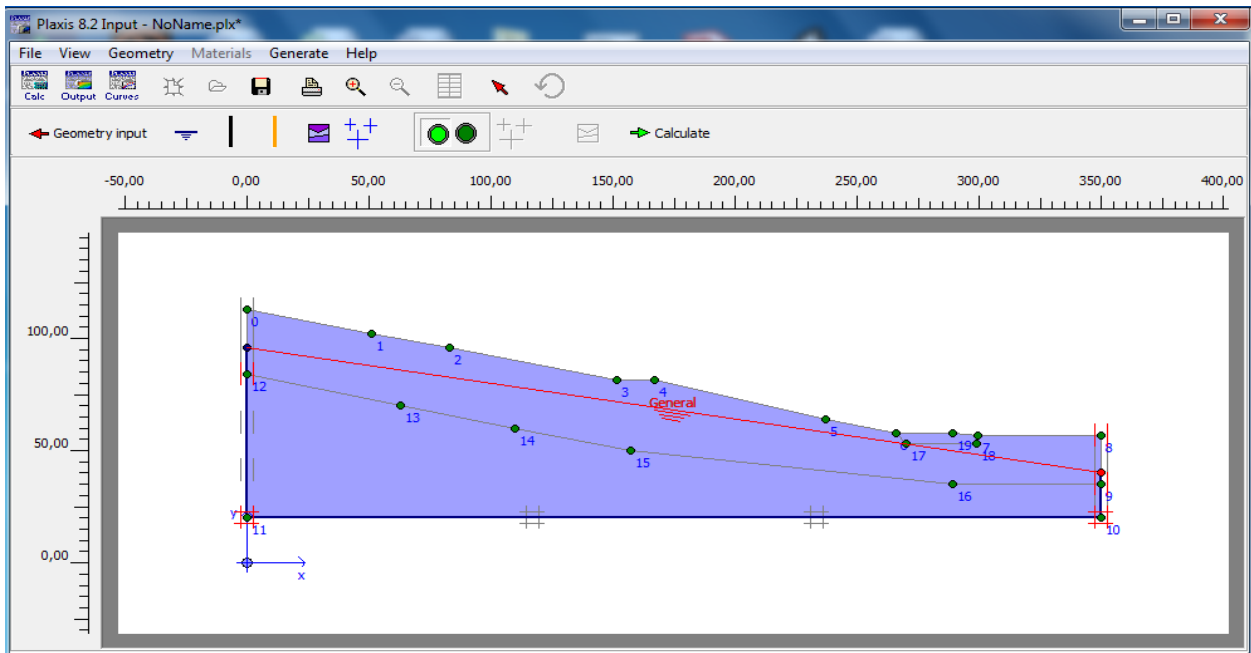 Plaxis 8.2 Input - NoName.plx*
File View Geometry Materials Generate Help
Calc Output Curves
Geometry input Calculate
-50,00 0,00 50,00 100,00 150,00 200,00 250,00 300,00 350,00 400,00
100,00
50,00
0,00
0
1
2
12
3 4
General
13
5
14
6 19 7 8
17 18
15
16 9
y
11 10
x